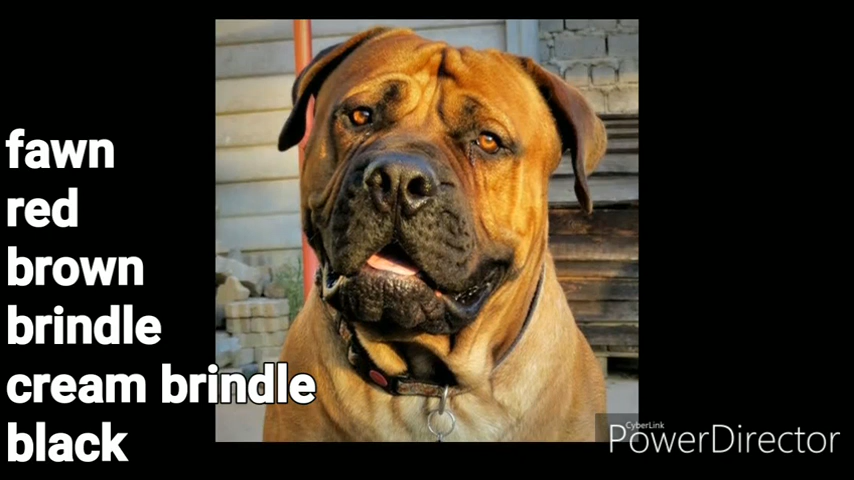 fawn
red
brown
brindle
cream brindle
black
CyberLink
PowerDirector